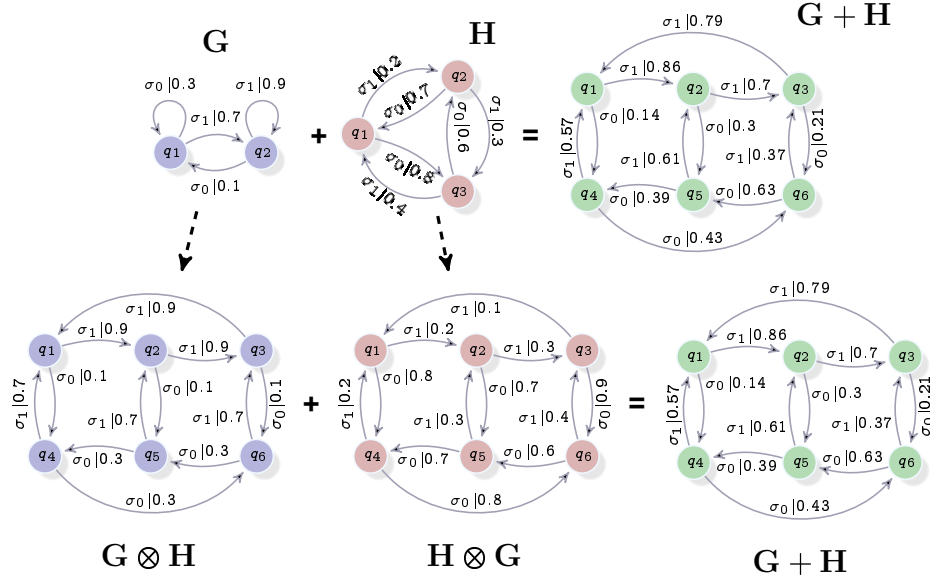 G
H
G + H
σ0|0.3
σ1|0.9
σ1|0.7
q1
q2
σ0|0.1
+
σ1|0.2
q2
σ0|0.7
q1
σ0|0.6
σ1|0.3
σ0|0.8
q3
σ1|0.4
=
σ1|0.79
σ1|0.86
q1
q2
σ1|0.7
q3
σ1|0.57
σ0|0.14
σ0|0.3
σ0|0.21
σ1|0.61
σ1|0.37
q4
σ0|0.39
q5
σ0|0.63
q6
σ0|0.43
σ1|0.9
σ1|0.9
q1
q2
σ1|0.9
q3
σ1|0.7
σ0|0.1
σ0|0.1
σ0|0.1
σ1|0.7
σ1|0.7
q4
σ0|0.3
q5
σ0|0.3
q6
σ0|0.3
G ⊗ H
+
σ1|0.1
σ1|0.2
q1
q2
σ1|0.3
q3
σ1|0.2
σ0|0.8
σ0|0.7
σ0|0.9
σ1|0.3
σ1|0.4
q4
σ0|0.7
q5
σ0|0.6
q6
σ0|0.8
H ⊗ G
=
σ1|0.79
σ1|0.86
q1
q2
σ1|0.7
q3
σ1|0.57
σ0|0.14
σ0|0.3
σ0|0.21
σ1|0.61
σ1|0.37
q4
σ0|0.39
q5
σ0|0.63
q6
σ0|0.43
G + H